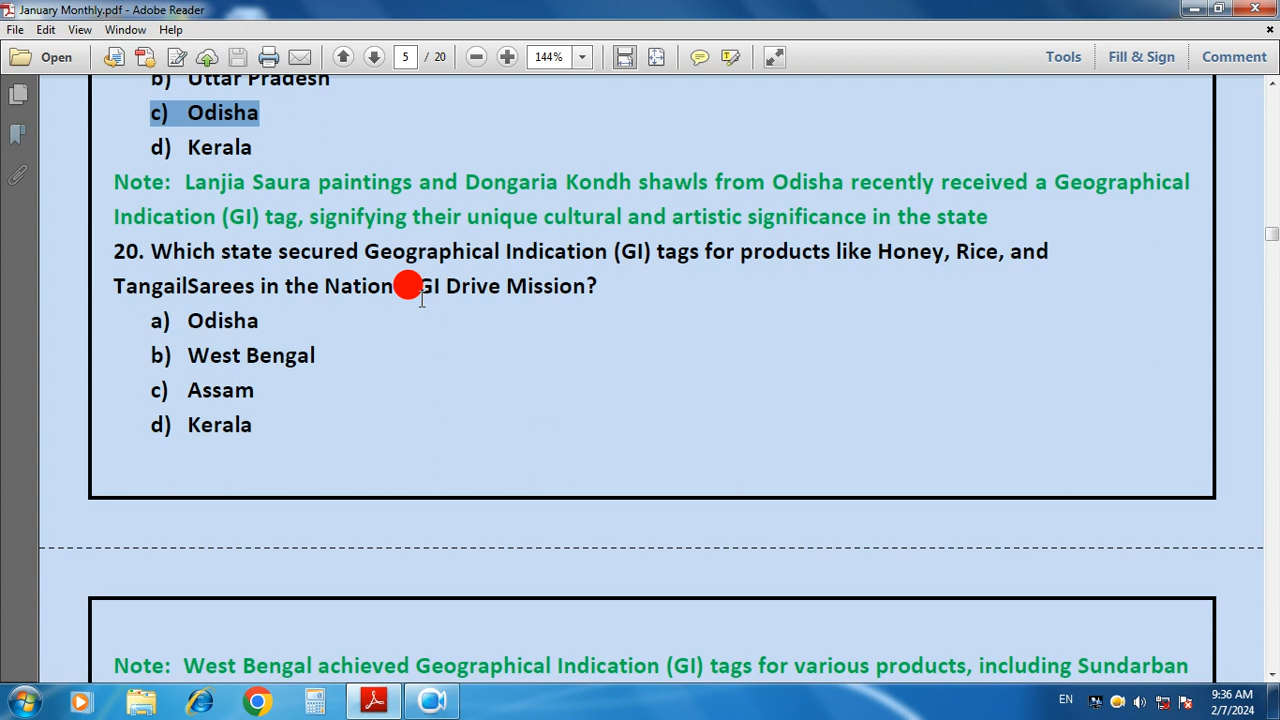 January Monthly.pdf - Adobe Reader
File Edit View Window Help
Open 5 / 20 144% Tools Fill & Sign Comment
b) Uttar Pradesh
c) Odisha
d) Kerala
Note: Lanjia Saura paintings and Dongaria Kondh shawls from Odisha recently received a Geographical
Indication (GI) tag, signifying their unique cultural and artistic significance in the state
20. Which state secured Geographical Indication (GI) tags for products like Honey, Rice, and
TangailSarees in the Nation GI Drive Mission?
a) Odisha
b) West Bengal
c) Assam
d) Kerala
Note: West Bengal achieved Geographical Indication (GI) tags for various products, including Sundarban
EN
9:36 AM
2/7/2024